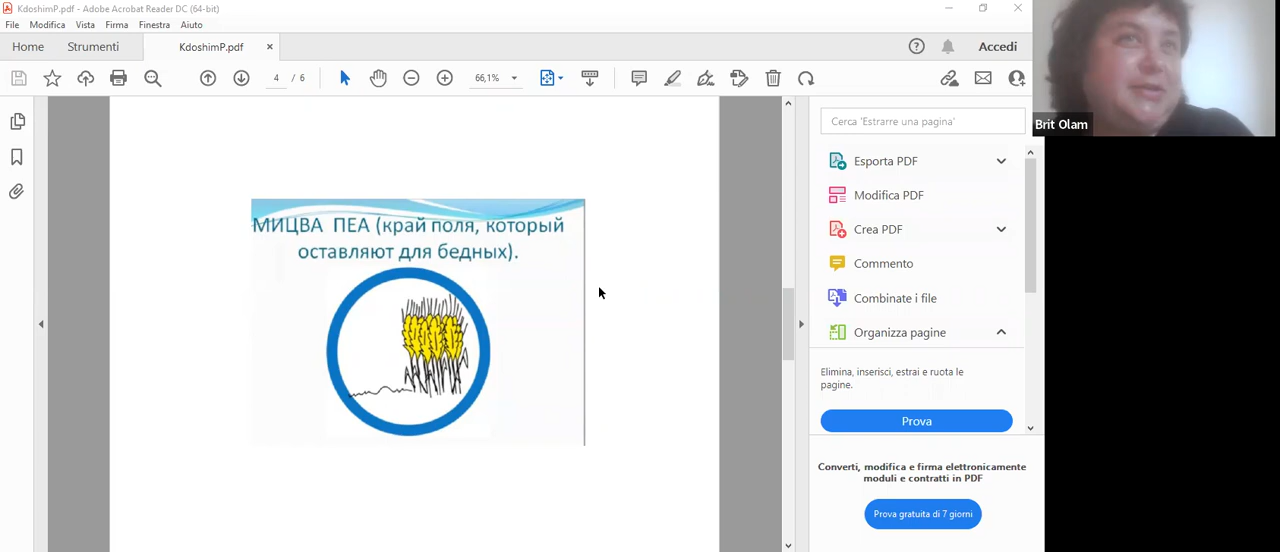 KdoshimP.pdf - Adobe Acrobat Reader DC (64-bit)
File Modifica Vista Firma Finestra Aiuto
Home Strumenti KdoshimP.pdf × Accedi
4 / 6 66,1%
МИЦВА ПЕА (край поля, который
оставляют для бедных).
Cerca 'Estrarre una pagina'
Esporta PDF
Modifica PDF
Crea PDF
Commento
Combinate i file
Organizza pagine
Elimina, inserisci, estrai e ruota le
pagine.
Prova
Converti, modifica e firma elettronicamente
moduli e contratti in PDF
Prova gratuita di 7 giorni
Brit Olam